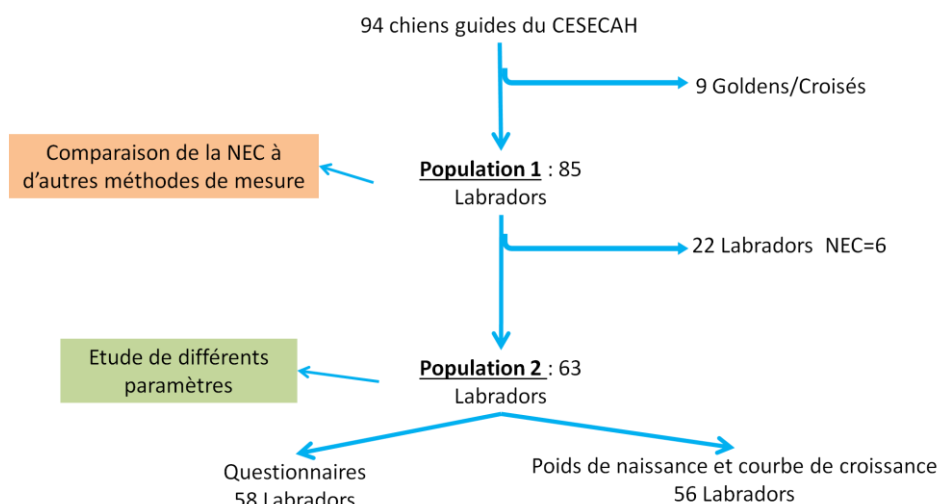 94 chiens guides du CESECAH
9 Goldens/Croisés
Comparaison de la NEC à
d'autres méthodes de mesure
Population 1 : 85
Labradors
22 Labradors  NEC=6
Etude de différents
paramètres
Population 2 : 63
Labradors
Questionnaires
58 Labradors
Poids de naissance et courbe de croissance
56 Labradors